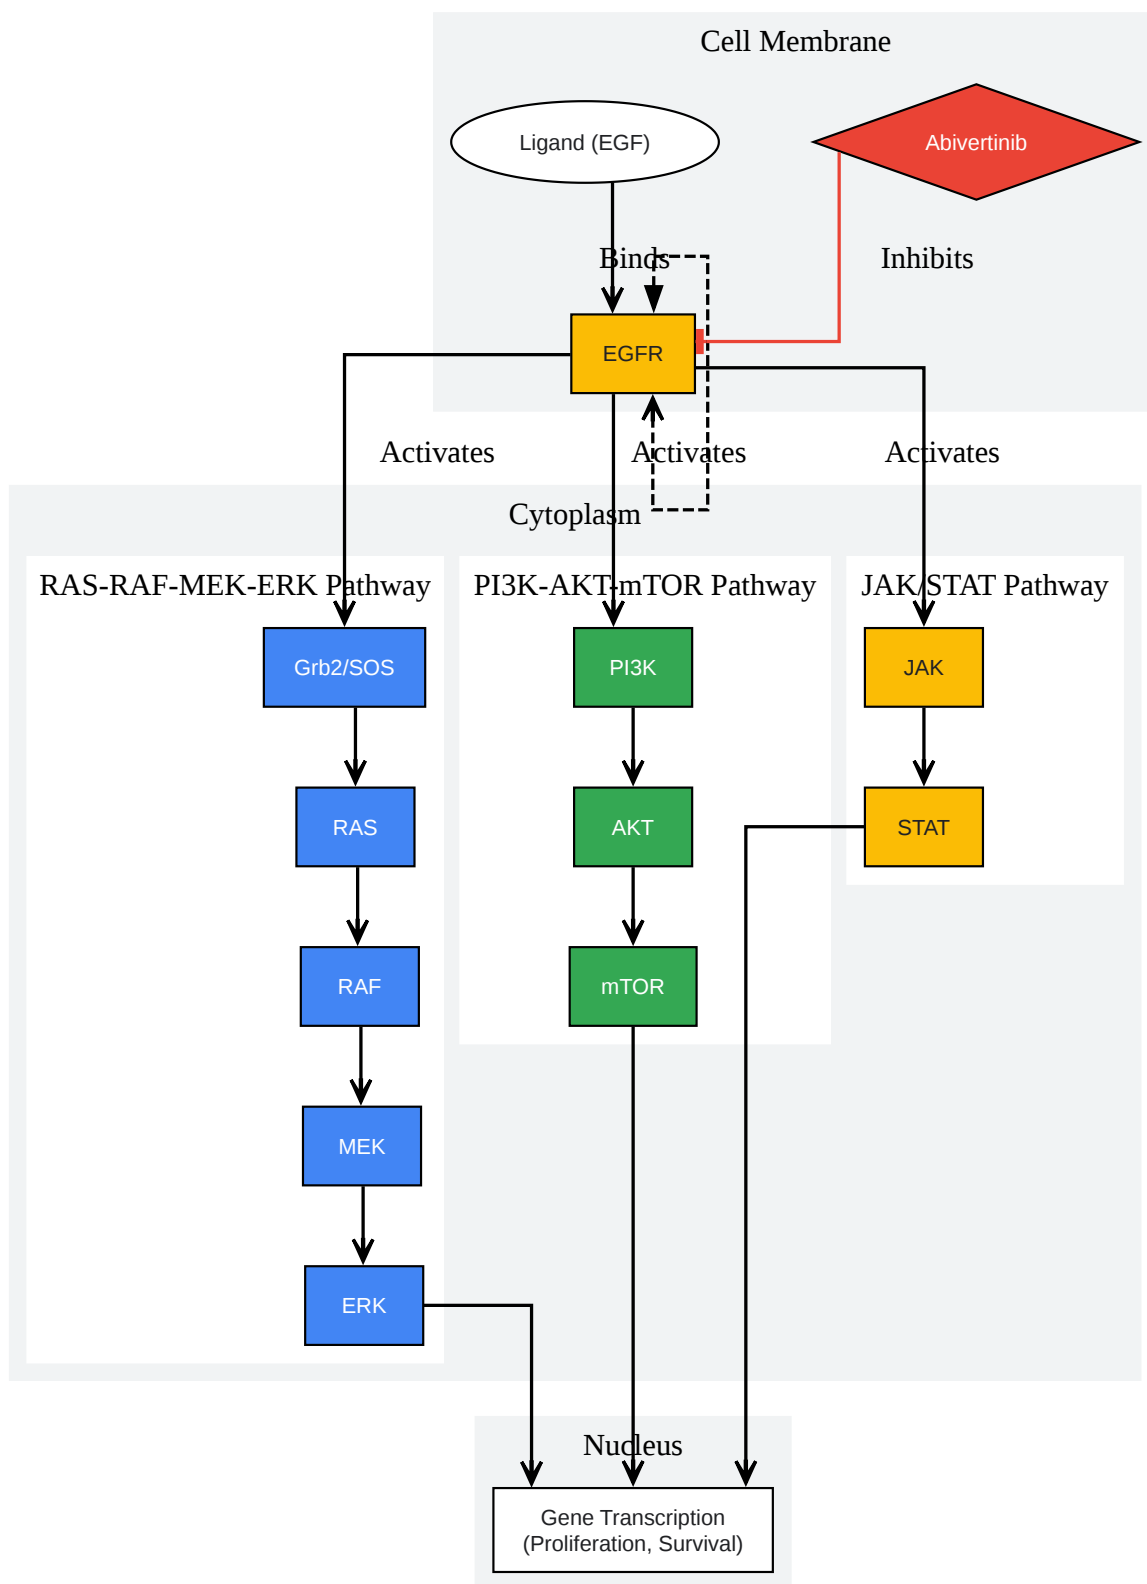 Cell Membrane
Ligand (EGF)
Abivertinib
Binds
Inhibits
EGFR
Activates
Activates
Activates
Cytoplasm
RAS-RAF-MEK-ERK Pathway
PI3K-AKT-mTOR Pathway
JAK/STAT Pathway
Grb2/SOS
PI3K
JAK
RAS
AKT
STAT
RAF
mTOR
MEK
ERK
Nucleus
Gene Transcription
(Proliferation, Survival)